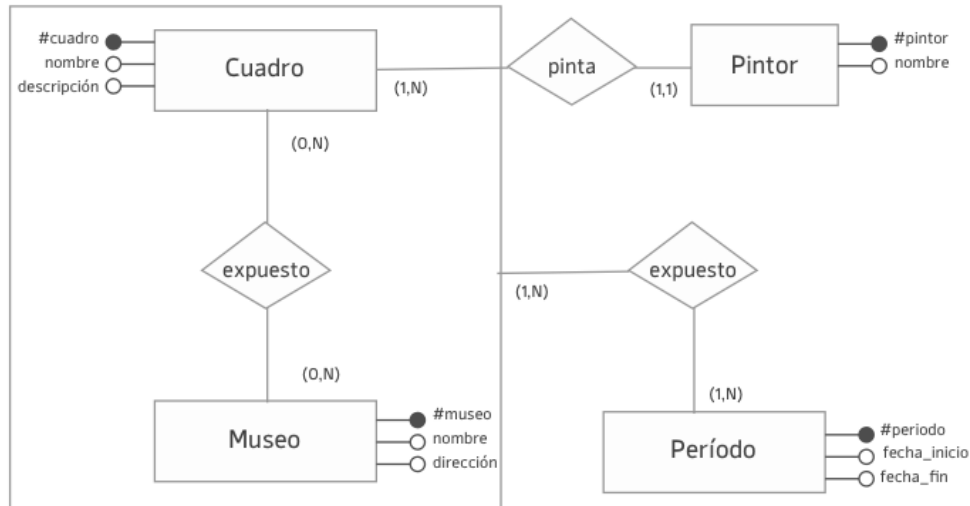 #cuadro
nombre
descripción
Cuadro
(1,N)
pinta
(1,1)
Pintor
#pintor
nombre
(0,N)
expuesto
(1,N)
expuesto
(0,N)
(1,N)
Museo
#museo
nombre
dirección
Período
#periodo
fecha_inicio
fecha_fin